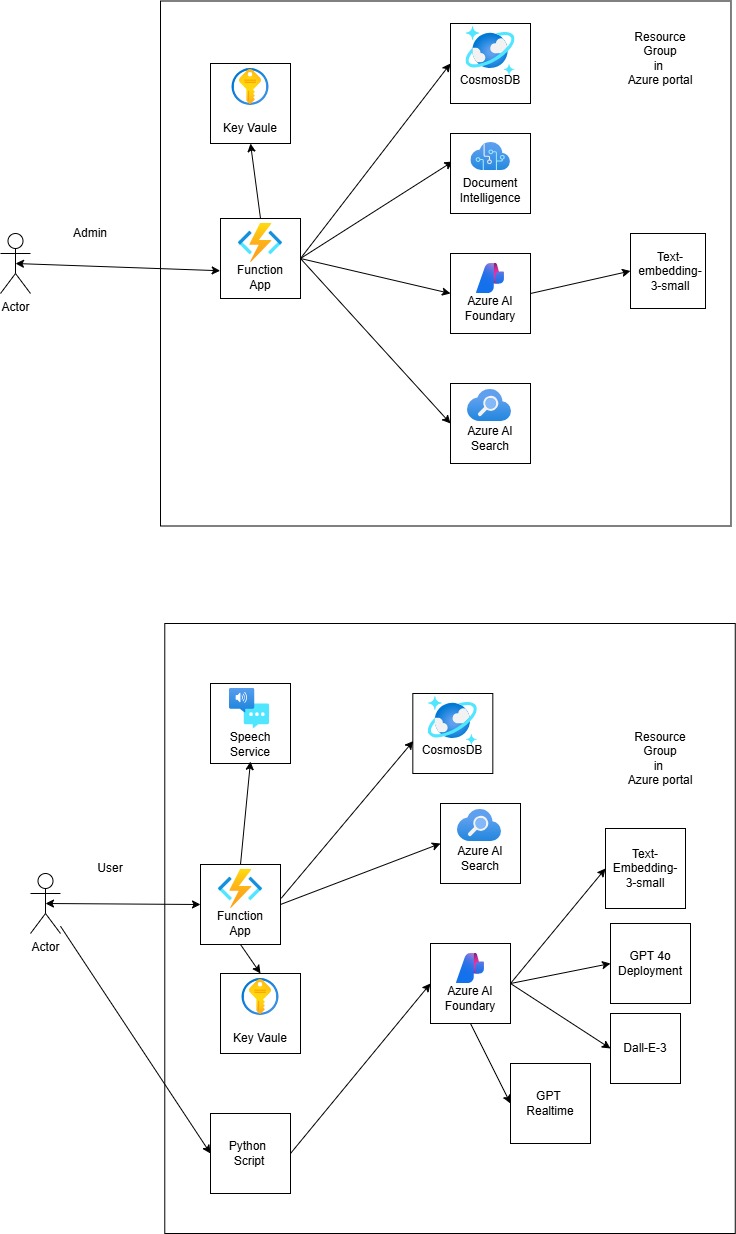 Resource
Group
in
Azure portal
CosmosDB
Key Vaule
Document
Intelligence
Admin
Function
App
Actor
Text-
embedding-
3-small
Azure AI
Foundary
Azure AI
Search
Speech
Service
CosmosDB
Resource
Group
in
Azure portal
Azure AI
Search
Text-
Embedding-
3-small
User
Function
App
Actor
GPT 4o
Deployment
Azure AI
Foundary
Key Vaule
Dall-E-3
GPT
Realtime
Python
Script